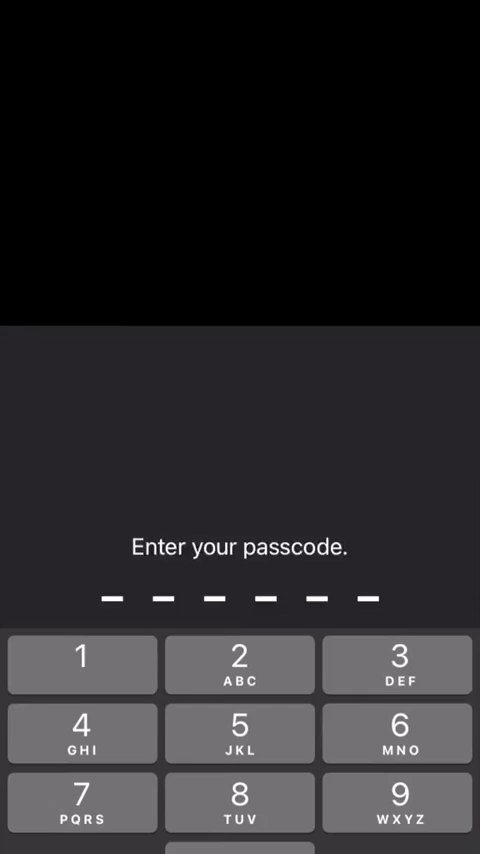 Enter your passcode.
1 2 3
ABC DEF
4 5 6
GHI JKL MNO
7 8 9
PQRS TUV WXYZ